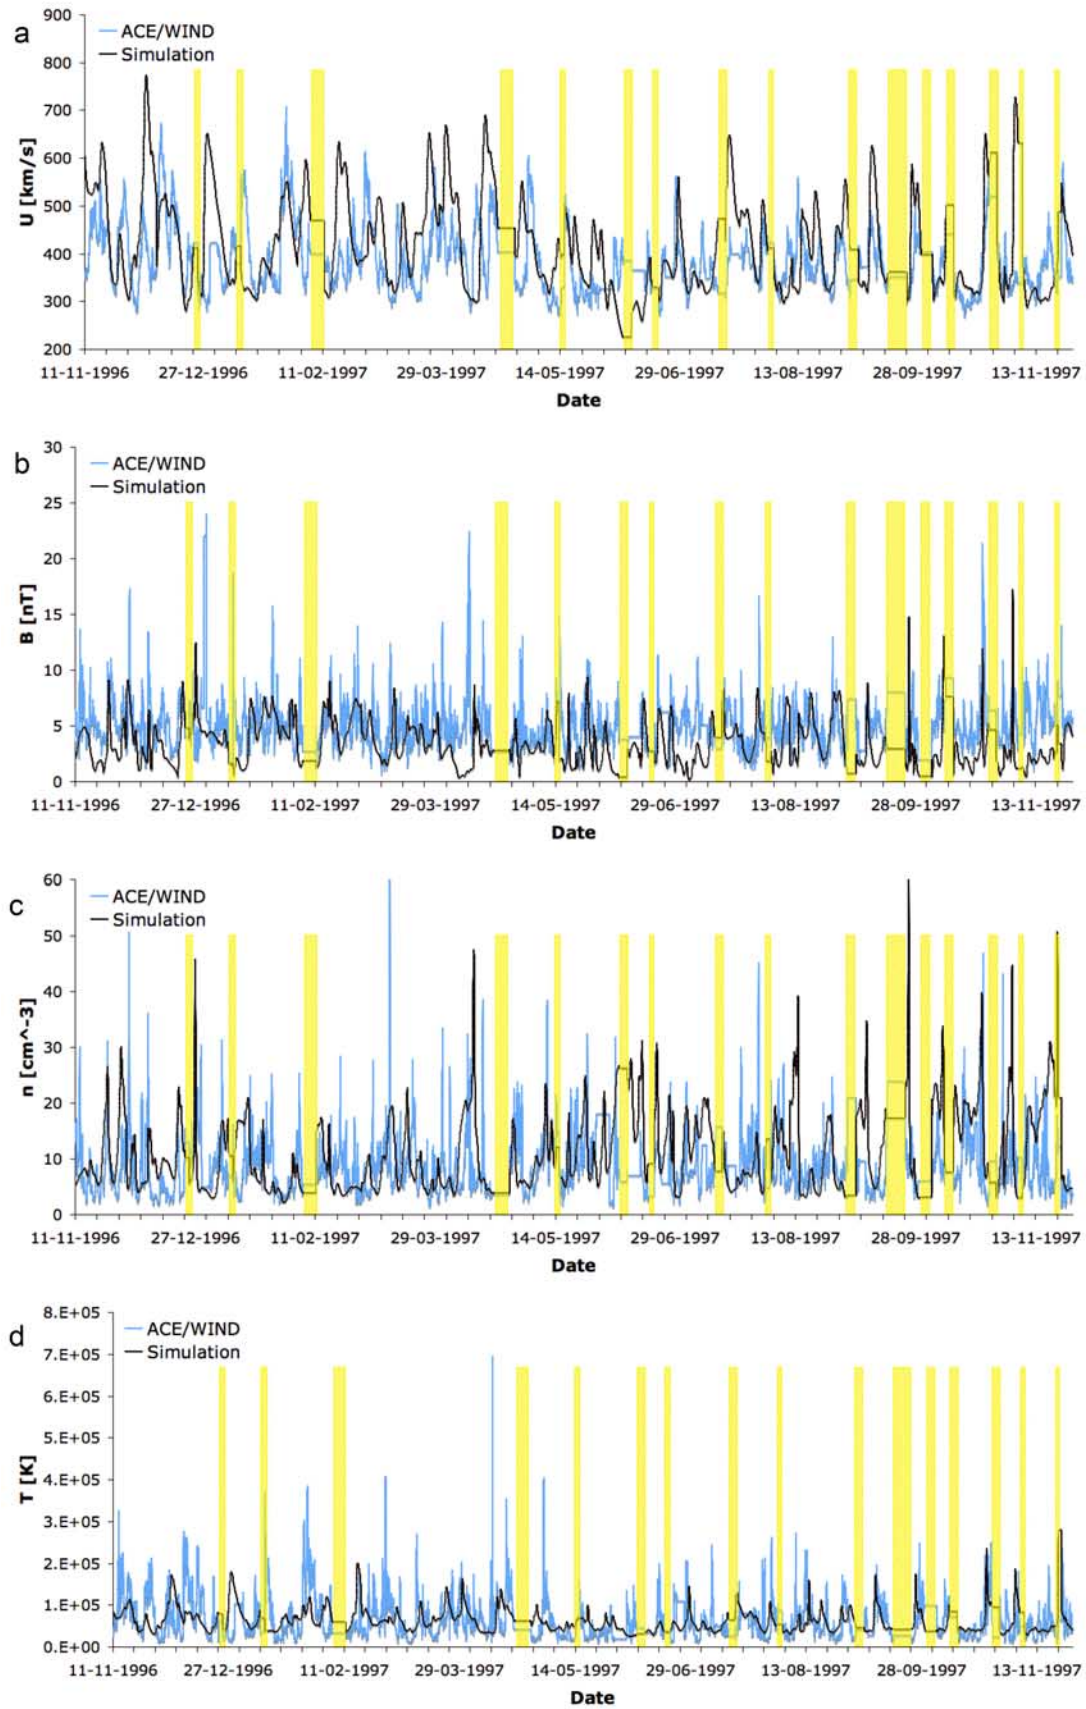 a
900
800
700
600
500
400
300
200
U [km/s]
ACE/WIND
Simulation
11-11-1996 27-12-1996 11-02-1997 29-03-1997 14-05-1997 29-06-1997 13-08-1997 28-09-1997 13-11-1997
Date
b
30
25
20
15
10
5
0
B [nT]
ACE/WIND
Simulation
11-11-1996 27-12-1996 11-02-1997 29-03-1997 14-05-1997 29-06-1997 13-08-1997 28-09-1997 13-11-1997
Date
c
60
50
40
30
20
10
0
n [cm^-3]
ACE/WIND
Simulation
11-11-1996 27-12-1996 11-02-1997 29-03-1997 14-05-1997 29-06-1997 13-08-1997 28-09-1997 13-11-1997
Date
d
8.E+05
7.E+05
6.E+05
5.E+05
4.E+05
3.E+05
2.E+05
1.E+05
0.E+00
T [K]
ACE/WIND
Simulation
11-11-1996 27-12-1996 11-02-1997 29-03-1997 14-05-1997 29-06-1997 13-08-1997 28-09-1997 13-11-1997
Date